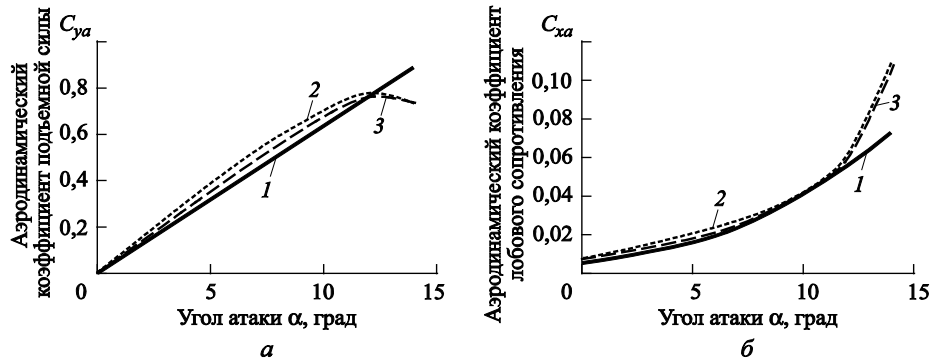 Аэродинамический
коэффициент подъемной силы
C_ya
0,8
0,6
0,4
0,2
0
5
10
15
1
2
3
Угол атаки α, град
а
Аэродинамический коэффициент
лобового сопротивления
C_xa
0,10
0,08
0,06
0,04
0,02
0
5
10
15
1
2
3
Угол атаки α, град
б